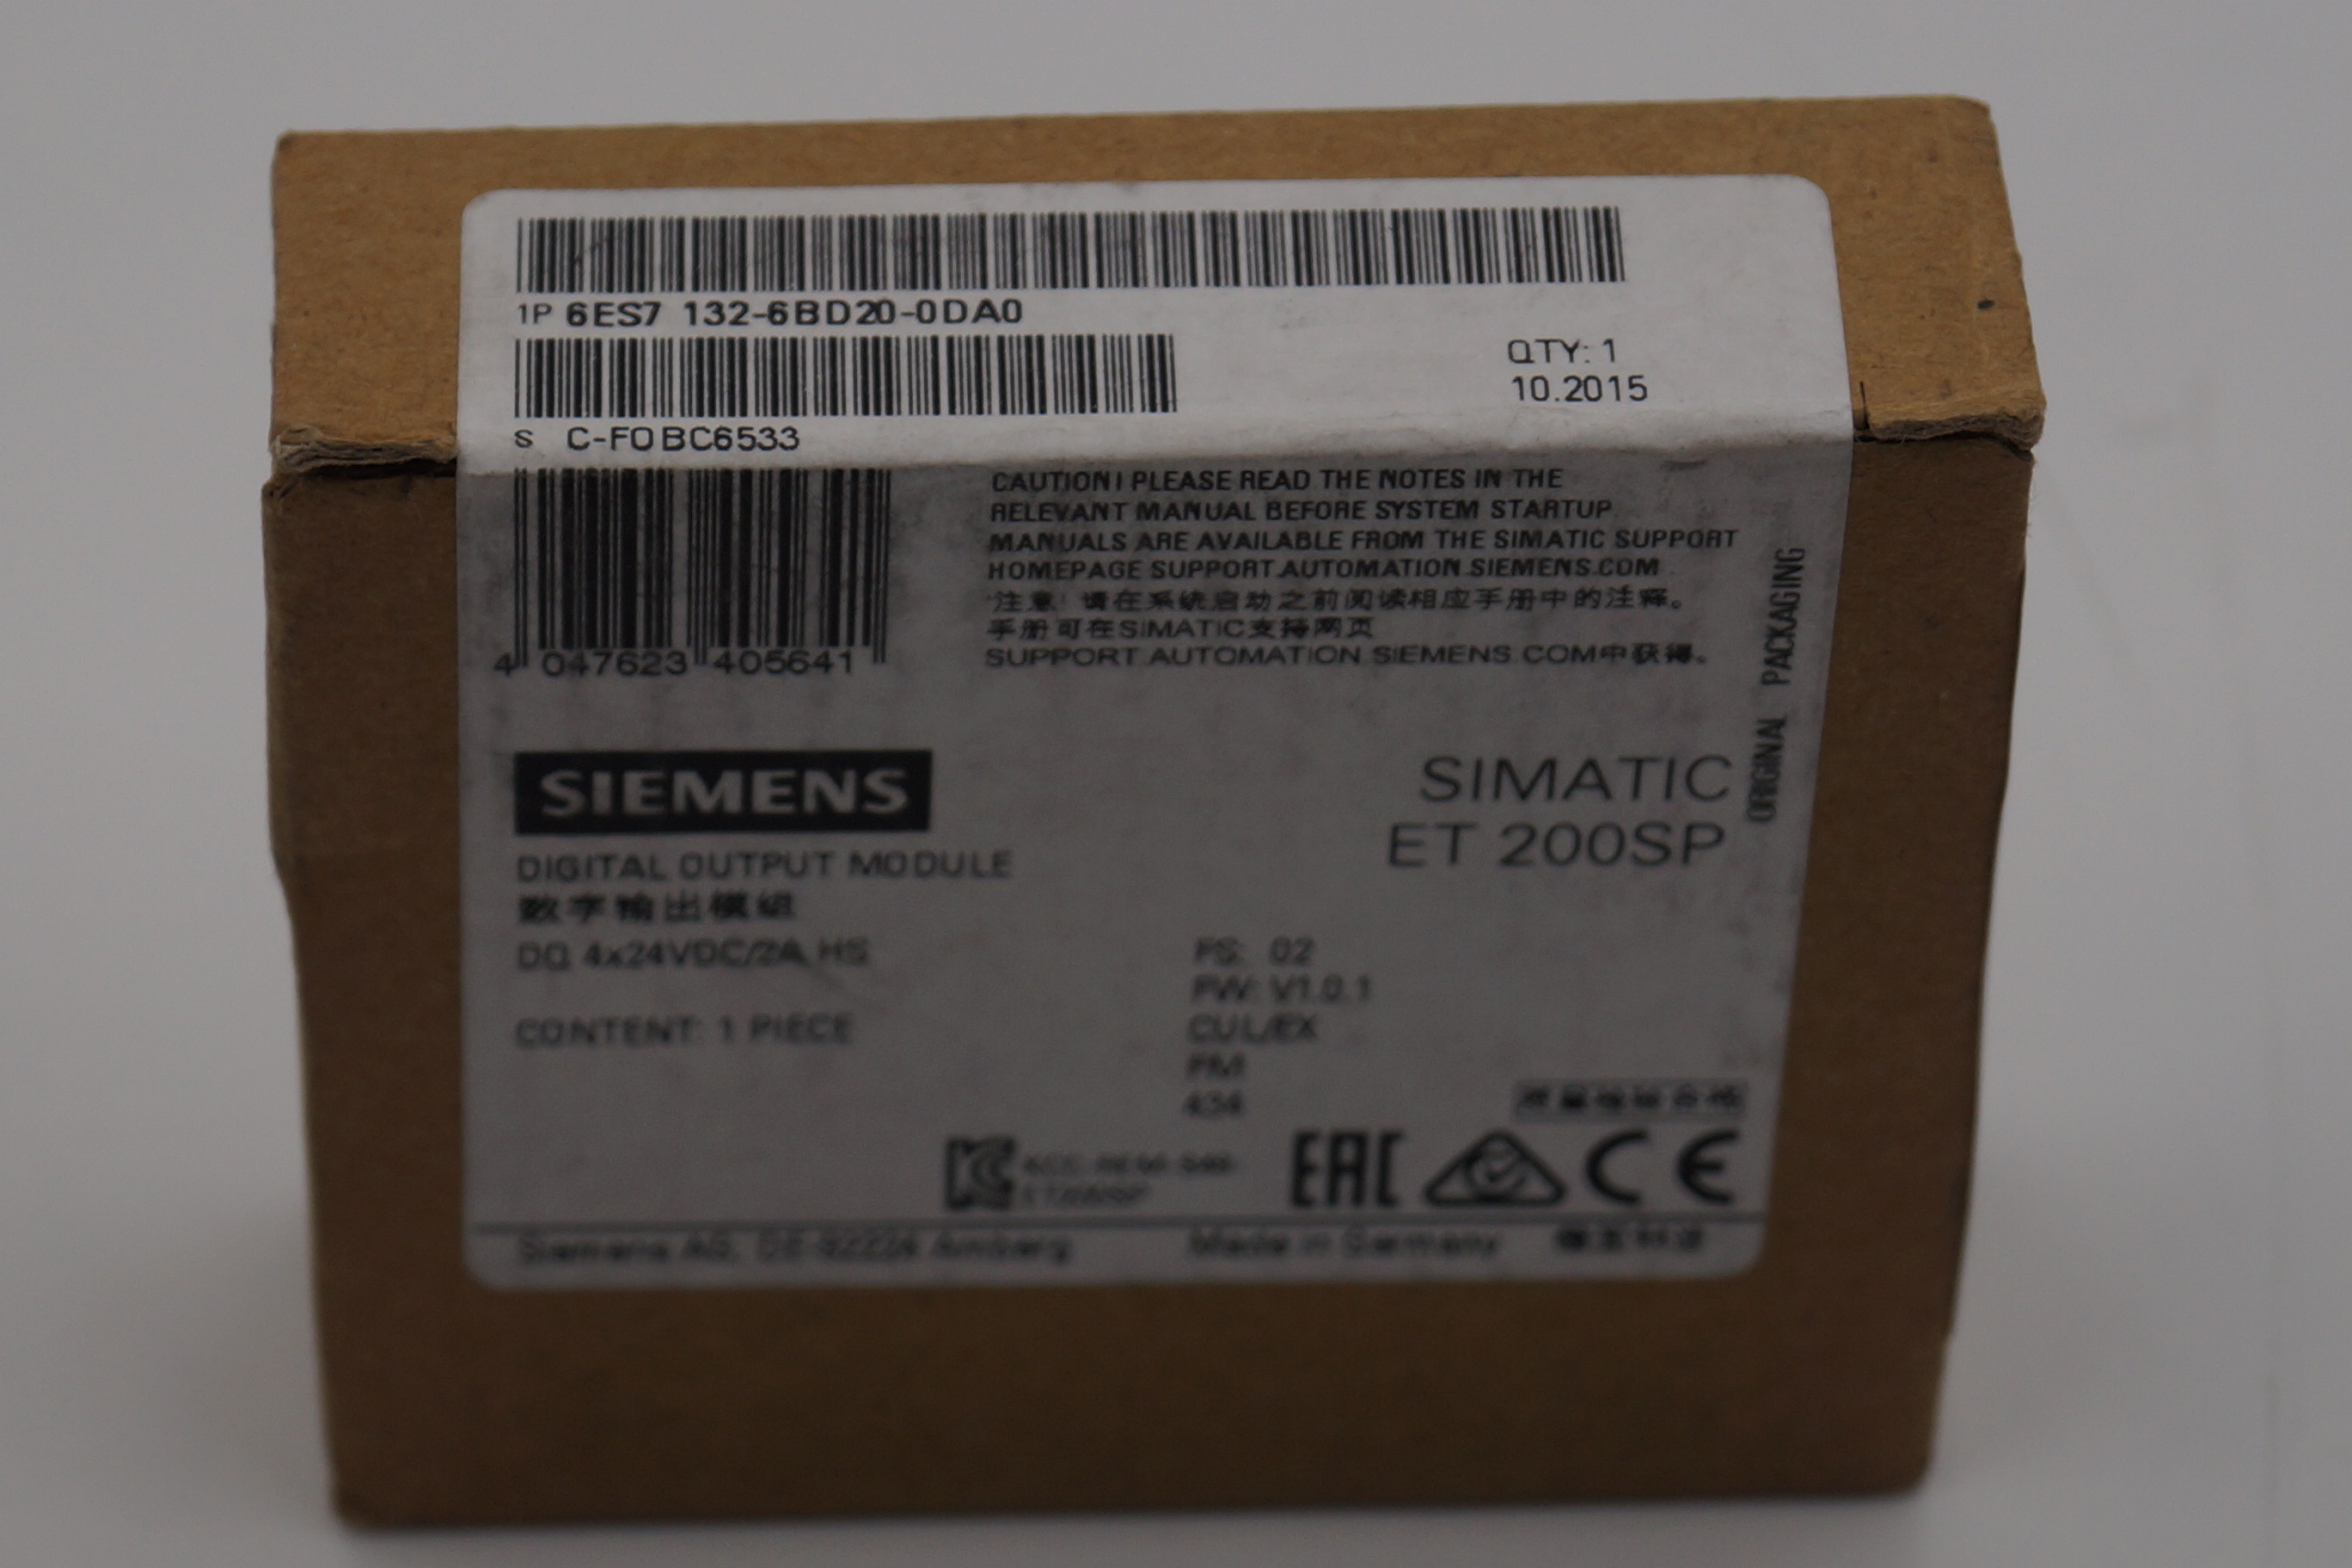 1P 6ES7 132-6BD20-0DA0
S C-F0BC6533
QTY: 1
10.2015
4 047623 405641
CAUTION! PLEASE READ THE NOTES IN THE
RELEVANT MANUAL BEFORE SYSTEM STARTUP.
MANUALS ARE AVAILABLE FROM THE SIMATIC SUPPORT
HOMEPAGE SUPPORT.AUTOMATION.SIEMENS.COM
注意! 请在系统启动之前阅读相应手册中的注释。
手册可在SIMATIC支持网页
SUPPORT.AUTOMATION.SIEMENS.COM中获得。
ORIGINAL PACKAGING
SIEMENS
SIMATIC
ET 200SP
DIGITAL OUTPUT MODULE
数字输出模组
DQ 4x24VDC/2A HS
CONTENT: 1 PIECE
FS: 02
FW: V1.0.1
CUL/EX
FM
434
EAC
CE
Siemens AG, DE-92224 Amberg
Made in Germany